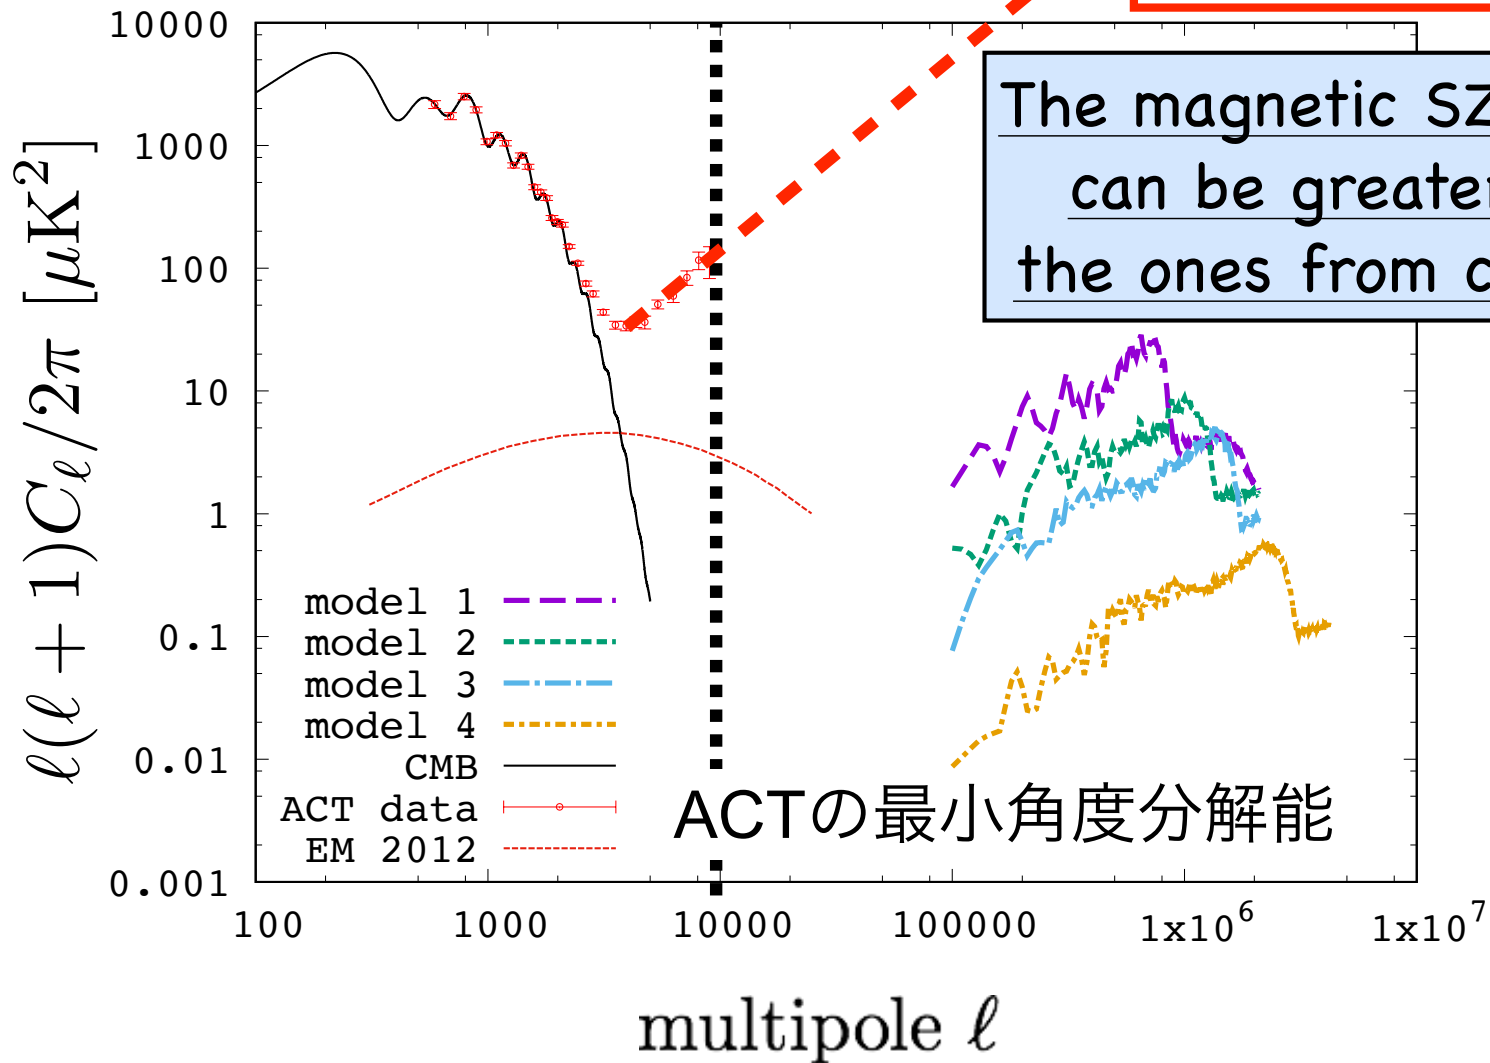 10000
1000
100
10
1
0.1
0.01
0.001
ℓ(ℓ + 1)C_ℓ/2π [μK²]
The magnetic SZ
can be greater
the ones from c
model 1
model 2
model 3
model 4
CMB
ACT data
EM 2012
ACTの最小角度分解能
100 1000 10000 100000 1x10⁶ 1x10⁷
multipole ℓ